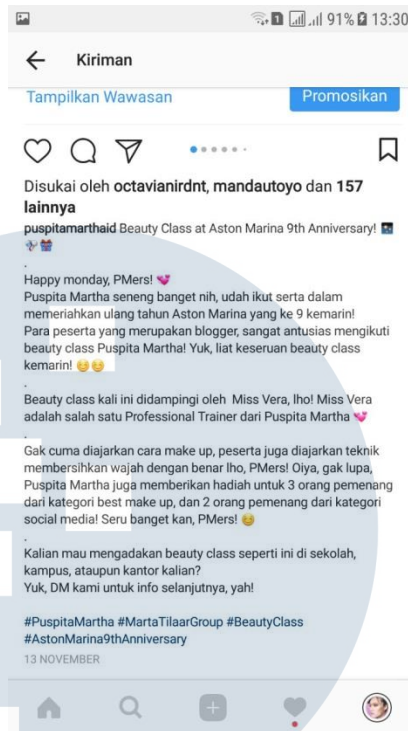 91% 13:30
Kiriman
Tampilkan Wawasan
Promosikan
Disukai oleh octavianirdnt, mandautoyo dan 157
lainnya
puspitamarthaid Beauty Class at Aston Marina 9th Anniversary!
.
Happy monday, PMers! 💘
Puspita Martha seneng banget nih, udah ikut serta dalam
memeriahkan ulang tahun Aston Marina yang ke 9 kemarin!
Para peserta yang merupakan blogger, sangat antusias mengikuti
beauty class Puspita Martha! Yuk, liat keseruan beauty class
kemarin! 😊😊
.
Beauty class kali ini didampingi oleh Miss Vera, lho! Miss Vera
adalah salah satu Professional Trainer dari Puspita Martha 💘
.
Gak cuma diajarkan cara make up, peserta juga diajarkan teknik
membersihkan wajah dengan benar lho, PMers! Oiya, gak lupa,
Puspita Martha juga memberikan hadiah untuk 3 orang pemenang
dari kategori best make up, dan 2 orang pemenang dari kategori
social media! Seru banget kan, PMers! 😊
.
Kalian mau mengadakan beauty class seperti ini di sekolah,
kampus, ataupun kantor kalian?
Yuk, DM kami untuk info selanjutnya, yah!
#PuspitaMartha #MartaTilaarGroup #BeautyClass
#AstonMarina9thAnniversary
13 NOVEMBER